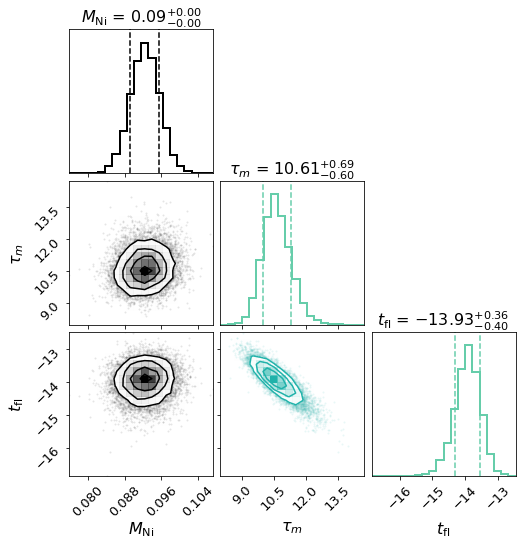 M_Ni = 0.09^{+0.00}_{-0.00}
τ_m = 10.61^{+0.69}_{-0.60}
13.5
12.0
10.5
9.0
τ_m
t_fl = −13.93^{+0.36}_{-0.40}
−13
−14
−15
−16
t_fl
0.080 0.088 0.096 0.104
9.0 10.5 12.0 13.5
−16 −15 −14 −13
M_Ni τ_m t_fl